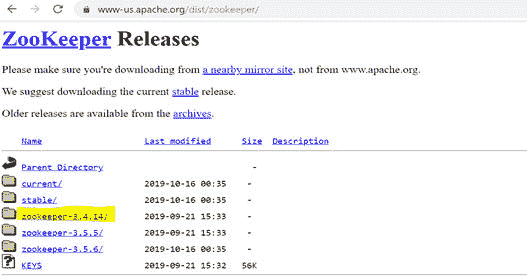 www-us.apache.org/dist/zookeeper/
ZooKeeper Releases
Please make sure you're downloading from a nearby mirror site, not from www.apache.org.
We suggest downloading the current stable release.
Older releases are available from the archives.
Name Last modified Size Description
Parent Directory -
current/ 2019-10-16 00:35 -
stable/ 2019-10-16 00:35 -
zookeeper-3.4.14/ 2019-09-21 15:33 -
zookeeper-3.5.5/ 2019-09-21 15:33 -
zookeeper-3.5.6/ 2019-10-16 00:35 -
KEYS 2019-09-21 15:32 56K